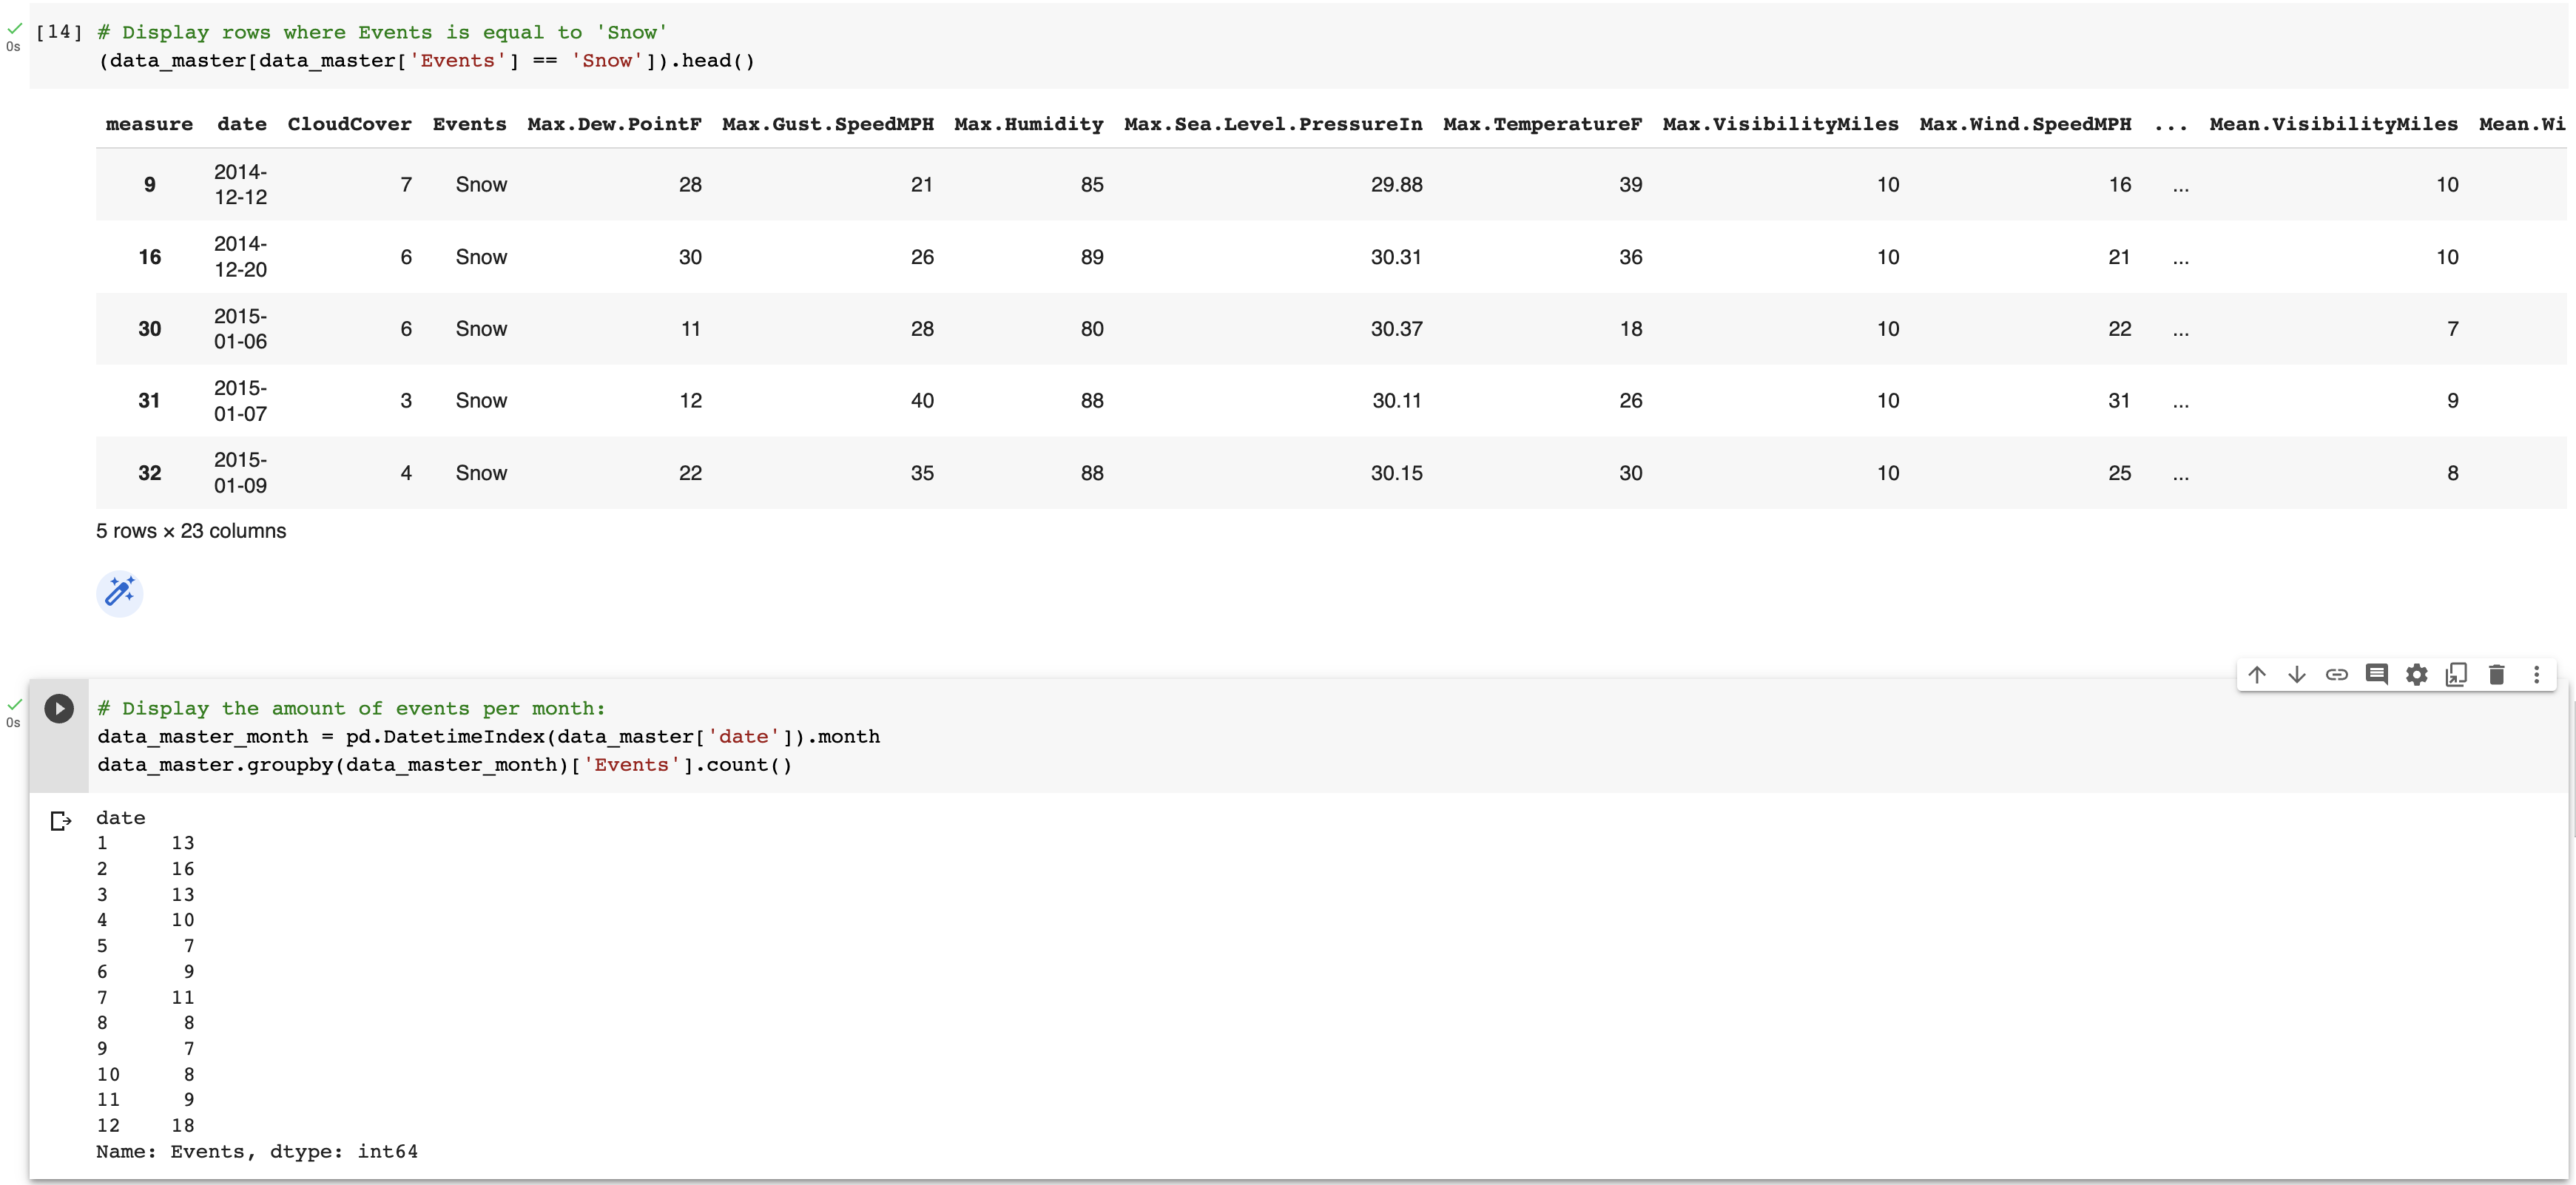 [14] # Display rows where Events is equal to 'Snow'
0s
(data_master[data_master['Events'] == 'Snow']).head()
measure date CloudCover Events Max.Dew.PointF Max.Gust.SpeedMPH Max.Humidity Max.Sea.Level.PressureIn Max.TemperatureF Max.VisibilityMiles Max.Wind.SpeedMPH ... Mean.VisibilityMiles Mean.Wi
9 2014-12-12 7 Snow 28 21 85 29.88 39 10 16 ... 10
16 2014-12-20 6 Snow 30 26 89 30.31 36 10 21 ... 10
30 2015-01-06 6 Snow 11 28 80 30.37 18 10 22 ... 7
31 2015-01-07 3 Snow 12 40 88 30.11 26 10 31 ... 9
32 2015-01-09 4 Snow 22 35 88 30.15 30 10 25 ... 8
5 rows × 23 columns
# Display the amount of events per month:
0s
data_master_month = pd.DatetimeIndex(data_master['date']).month
data_master.groupby(data_master_month)['Events'].count()
date
1 13
2 16
3 13
4 10
5 7
6 9
7 11
8 8
9 7
10 8
11 9
12 18
Name: Events, dtype: int64